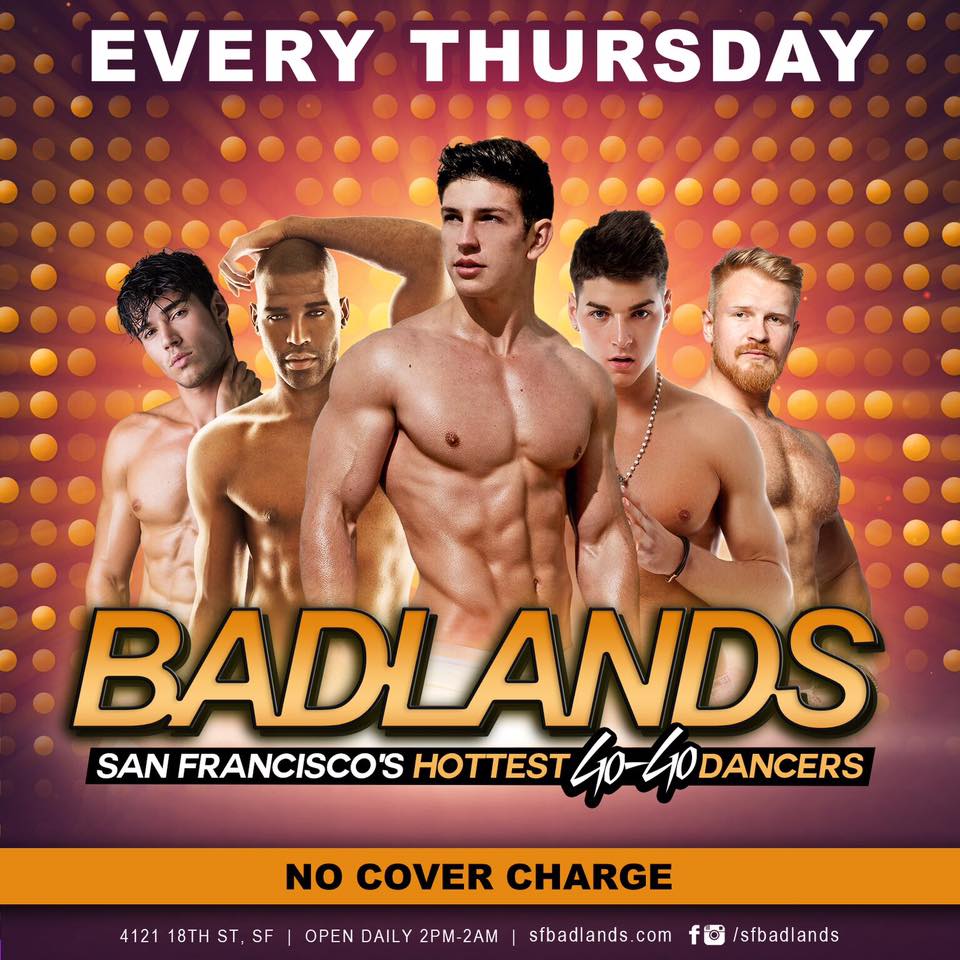 EVERY THURSDAY
BADLANDS
SAN FRANCISCO'S HOTTEST Go-Go DANCERS
NO COVER CHARGE
4121 18TH ST, SF | OPEN DAILY 2PM-2AM | sfbadlands.com /sfbadlands